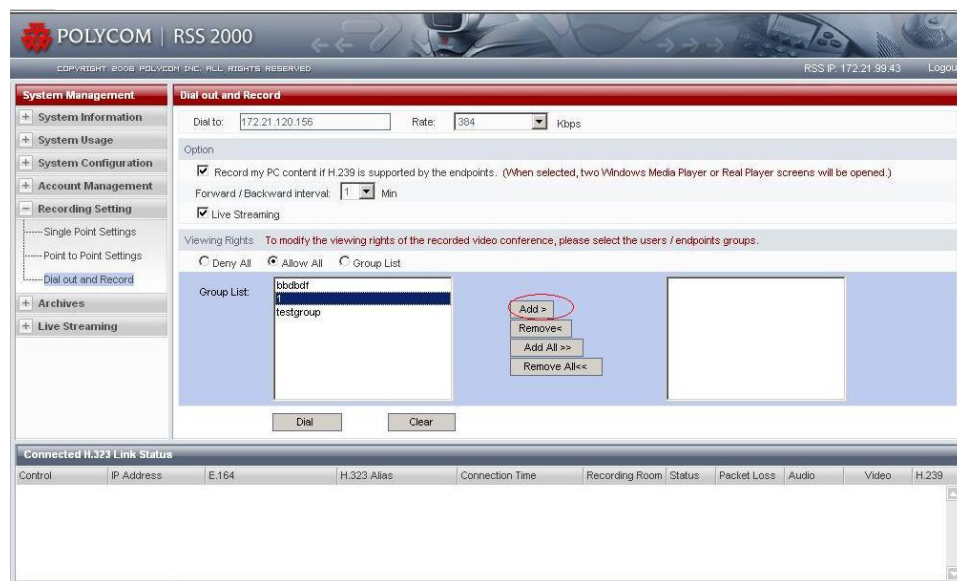 POLYCOM | RSS 2000
COPYRIGHT 2006 POLYCOM INC. ALL RIGHTS RESERVED
RSS IP: 172.21.99.43 Logou
System Management
+ System Information
+ System Usage
+ System Configuration
+ Account Management
− Recording Setting
Single Point Settings
Point to Point Settings
Dial out and Record
+ Archives
+ Live Streaming
Dial out and Record
Dial to: 172.21.120.156 Rate: 384 Kbps
Option
Record my PC content if H.239 is supported by the endpoints. (When selected, two Windows Media Player or Real Player screens will be opened.)
Forward / Backward interval: 1 Min
Live Streaming
Viewing Rights To modify the viewing rights of the recorded video conference, please select the users / endpoints groups.
Deny All Allow All Group List
Group List:
bbdbdf
1
testgroup
Add >
Remove<
Add All >>
Remove All<<
Dial Clear
Connected H.323 Link Status
Control IP Address E.164 H.323 Alias Connection Time Recording Room Status Packet Loss Audio Video H.239